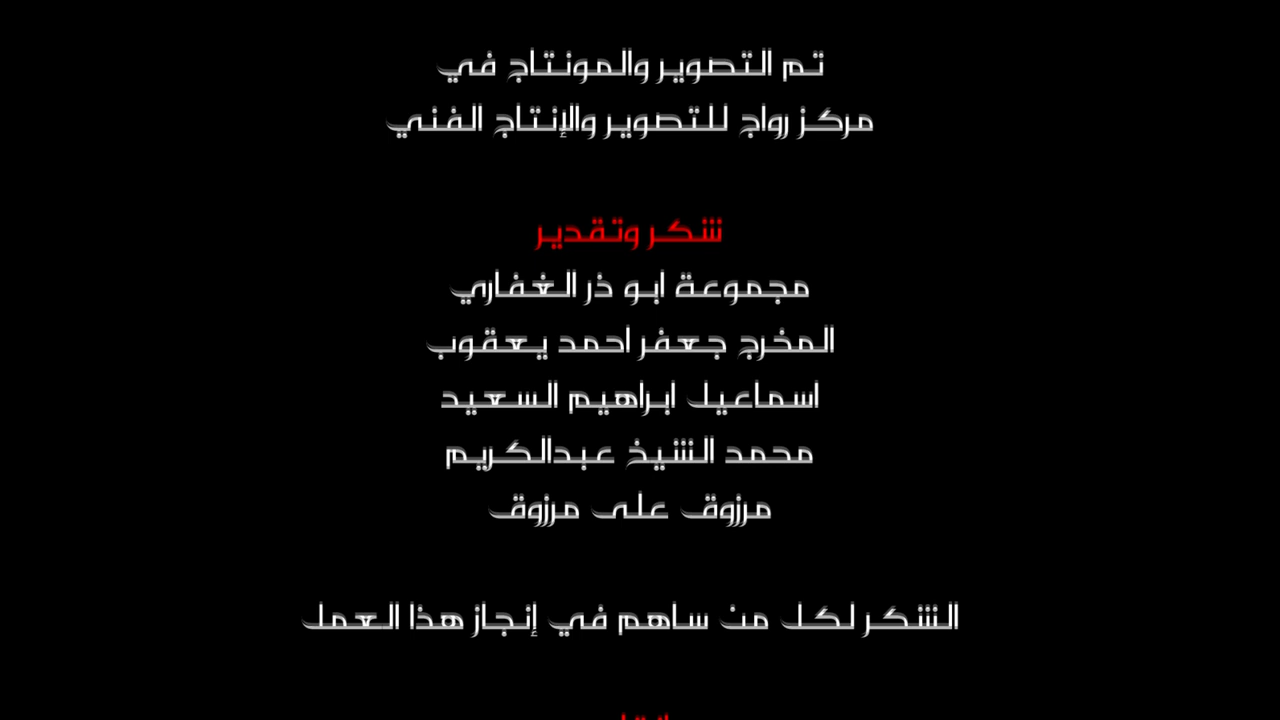 تم التصوير والمونتاج في
مركز رواج للتصوير والإنتاج الفني
شكر وتقدير
مجموعة ابو ذر الغفاري
المخرج جعفر احمد يعقوب
اسماعيل ابراهيم السعيد
محمد الشيخ عبدالكريم
مرزوق على مرزوق
الشكر لكل من ساهم في إنجاز هذا العمل